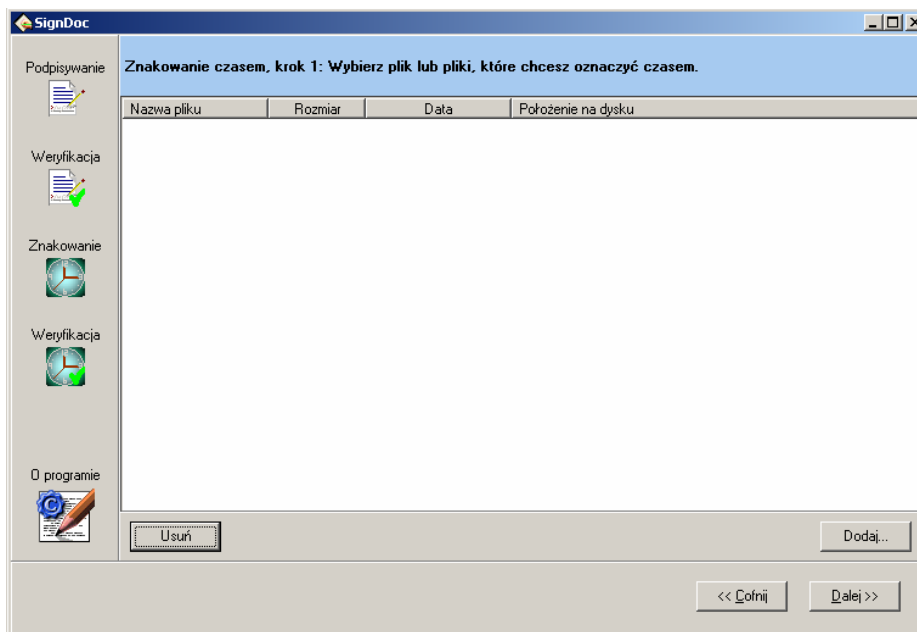 SignDoc
Podpisywanie
Weryfikacja
Znakowanie
Weryfikacja
O programie
Znakowanie czasem, krok 1: Wybierz plik lub pliki, które chcesz oznaczyć czasem.
Nazwa pliku Rozmiar Data Położenie na dysku
Usuń Dodaj...
<< Cofnij Dalej >>